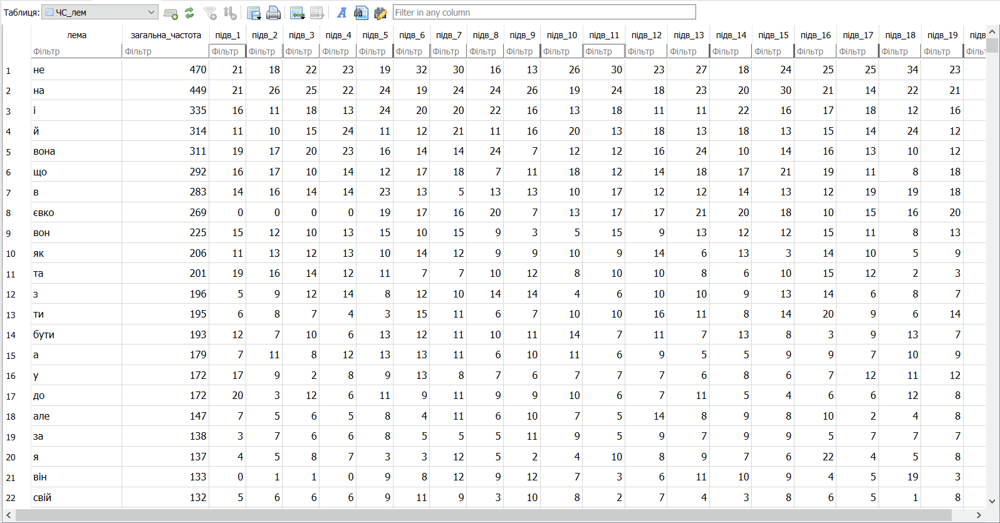 Таблиця: ЧС_лем Filter in any column
лема загальна_частота підв_1 підв_2 підв_3 підв_4 підв_5 підв_6 підв_7 підв_8 підв_9 підв_10 підв_11 підв_12 підв_13 підв_14 підв_15 підв_16 підв_17 підв_18 підв_19 підв
Фільтр Фільтр Фільтр Фільтр Фільтр Фільтр Фільтр Фільтр Фільтр Фільтр Фільтр Фільтр Фільтр Фільтр Фільтр Фільтр Фільтр Фільтр Фільтр Фільтр Фільтр Фільт
1 не 470 21 18 22 23 19 32 30 16 13 26 30 23 27 18 24 25 25 34 23
2 на 449 21 26 25 22 24 19 24 24 26 19 24 18 23 20 30 21 14 22 21
3 і 335 16 11 18 13 24 20 20 22 16 13 18 11 11 22 16 17 18 12 16
4 й 314 11 10 15 24 11 12 21 11 16 20 13 18 13 18 13 15 14 24 12
5 вона 311 19 17 20 23 16 14 14 24 7 12 12 16 24 10 14 16 13 10 12
6 що 292 16 17 10 14 12 17 18 7 11 18 12 14 18 17 21 19 11 8 18
7 в 283 14 16 14 14 23 13 5 13 13 10 17 12 12 14 13 12 19 19 18
8 євко 269 0 0 0 0 19 17 16 20 7 13 17 17 21 20 18 10 15 16 20
9 вон 225 15 12 10 13 15 10 15 9 3 5 15 9 13 12 12 15 11 8 13
10 як 206 11 13 12 13 10 14 12 9 9 10 9 14 6 13 3 14 10 5 9
11 та 201 19 16 14 12 11 7 7 10 12 8 10 10 8 6 10 15 12 2 3
12 з 196 5 9 12 14 8 12 10 14 14 4 6 10 10 9 13 14 6 8 7
13 ти 195 6 8 7 4 3 15 11 6 7 10 10 16 11 8 14 20 9 6 14
14 бути 193 12 7 10 6 13 12 11 10 11 14 7 11 7 13 8 3 9 13 7
15 а 179 7 11 8 12 13 13 11 6 10 11 6 9 5 5 9 9 7 10 9
16 у 172 17 9 2 8 9 13 8 7 6 7 7 7 6 8 6 7 12 11 12
17 до 172 20 3 12 6 11 9 11 9 9 10 6 7 11 5 4 6 6 12 8
18 але 147 7 5 6 5 8 4 11 6 10 7 5 14 8 9 8 10 2 4 8
19 за 138 3 7 6 6 8 5 5 5 11 9 5 9 7 9 9 5 7 7 7
20 я 137 4 5 8 7 3 3 12 5 2 4 10 8 9 7 6 22 4 5 8
21 він 133 0 1 1 0 9 8 12 9 12 7 3 6 11 10 9 4 5 19 3
22 свій 132 5 6 6 6 9 11 9 3 10 8 2 7 4 3 8 6 5 1 8